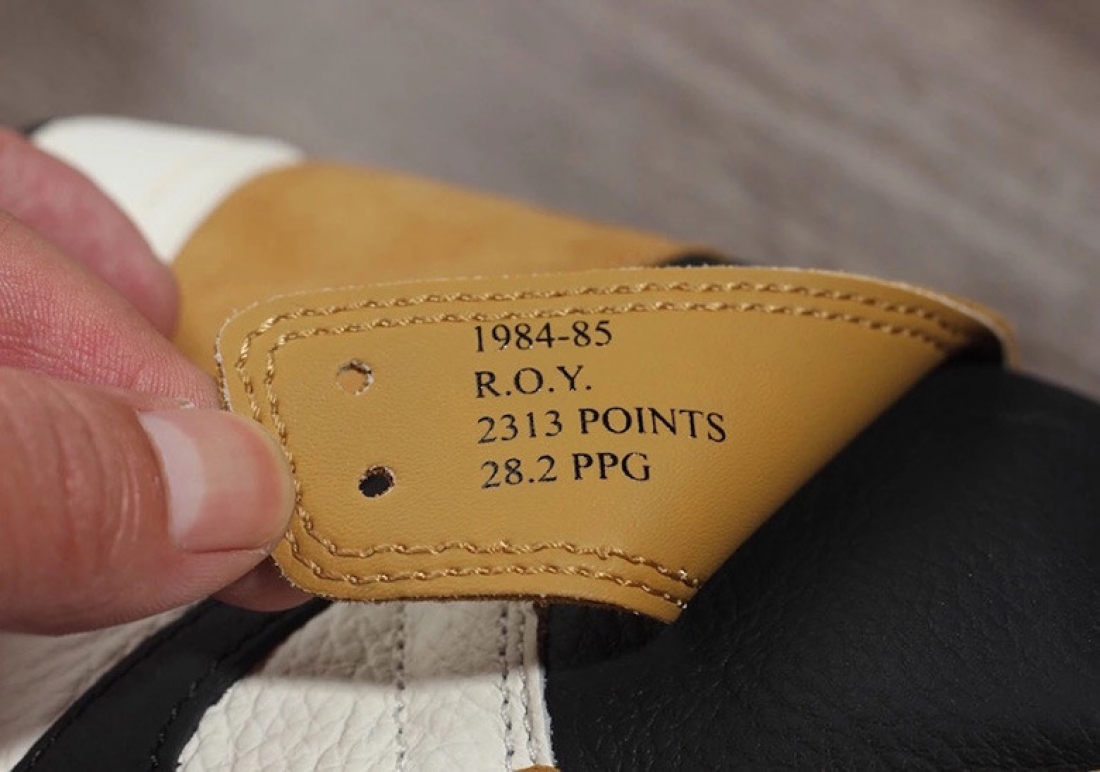 1984-85
R.O.Y.
2313 POINTS
28.2 PPG